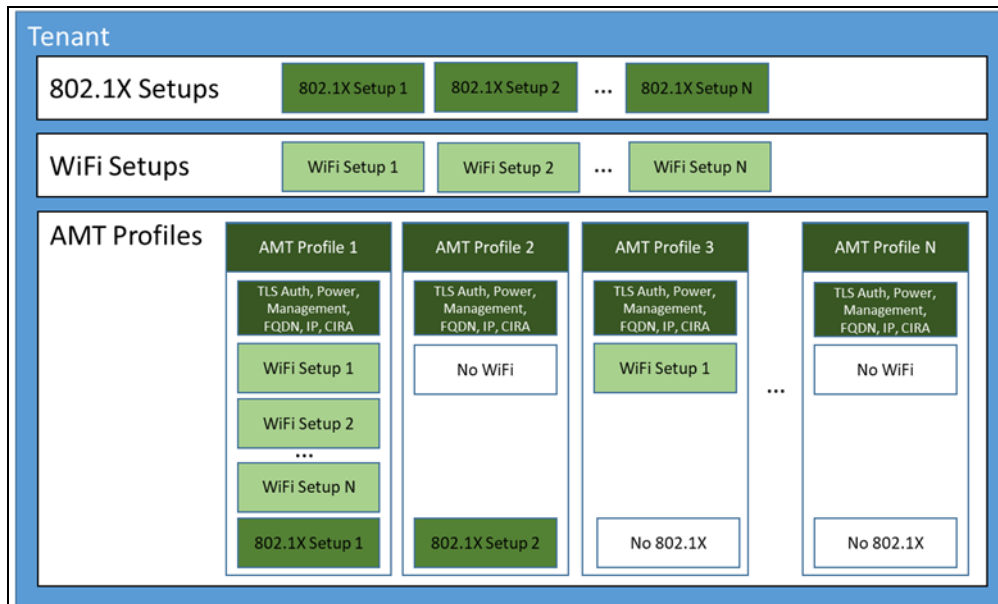 Tenant
802.1X Setups
802.1X Setup 1
802.1X Setup 2
...
802.1X Setup N
WiFi Setups
WiFi Setup 1
WiFi Setup 2
...
WiFi Setup N
AMT Profiles
AMT Profile 1
TLS Auth, Power,
Management,
FQDN, IP, CIRA
WiFi Setup 1
WiFi Setup 2
...
WiFi Setup N
802.1X Setup 1
AMT Profile 2
TLS Auth, Power,
Management,
FQDN, IP, CIRA
No WiFi
802.1X Setup 2
AMT Profile 3
TLS Auth, Power,
Management,
FQDN, IP, CIRA
WiFi Setup 1
No 802.1X
...
AMT Profile N
TLS Auth, Power,
Management,
FQDN, IP, CIRA
No WiFi
No 802.1X